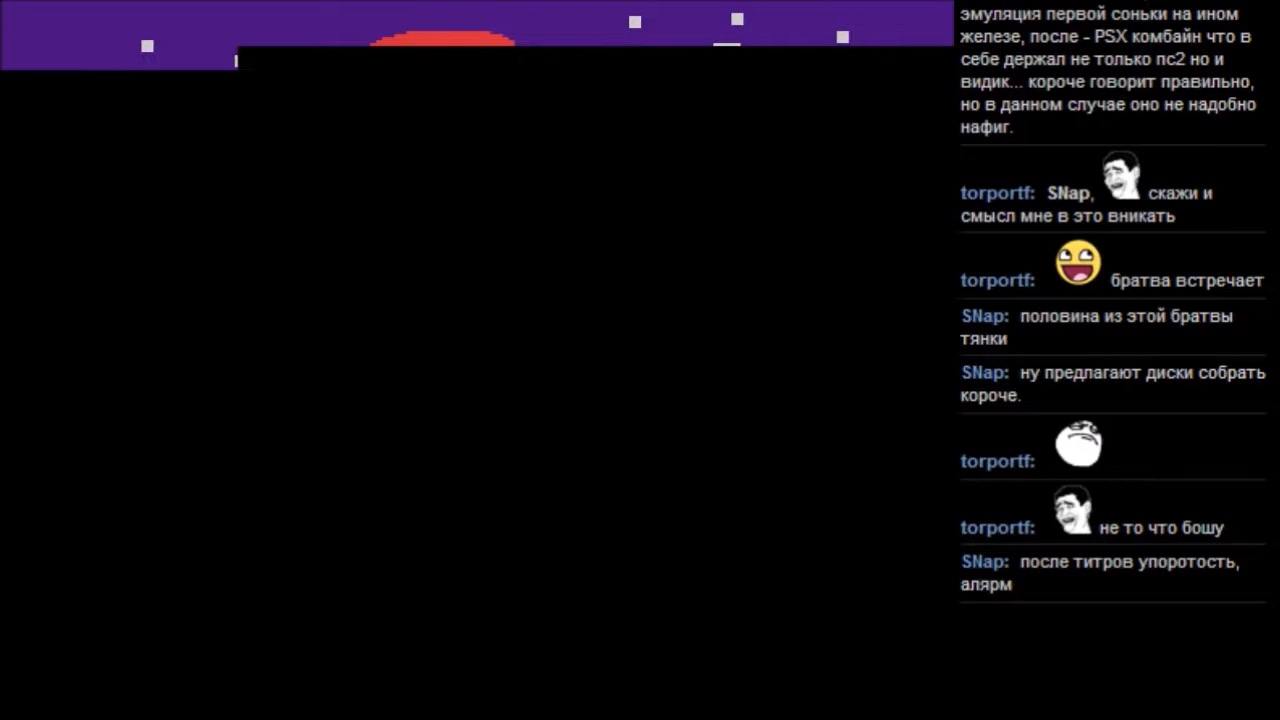 эмуляция первой соньки на ином
железе, после - PSX комбайн что в
себе держал не только пс2 но и
видик... короче говорит правильно,
но в данном случае оно не надобно
нафиг.
torportf: SNap, скажи и
смысл мне в это вникать
torportf: братва встречает
SNap: половина из этой братвы
тянки
SNap: ну предлагают диски собрать
короче.
torportf:
torportf: не то что бошу
SNap: после титров упоротость,
алярм